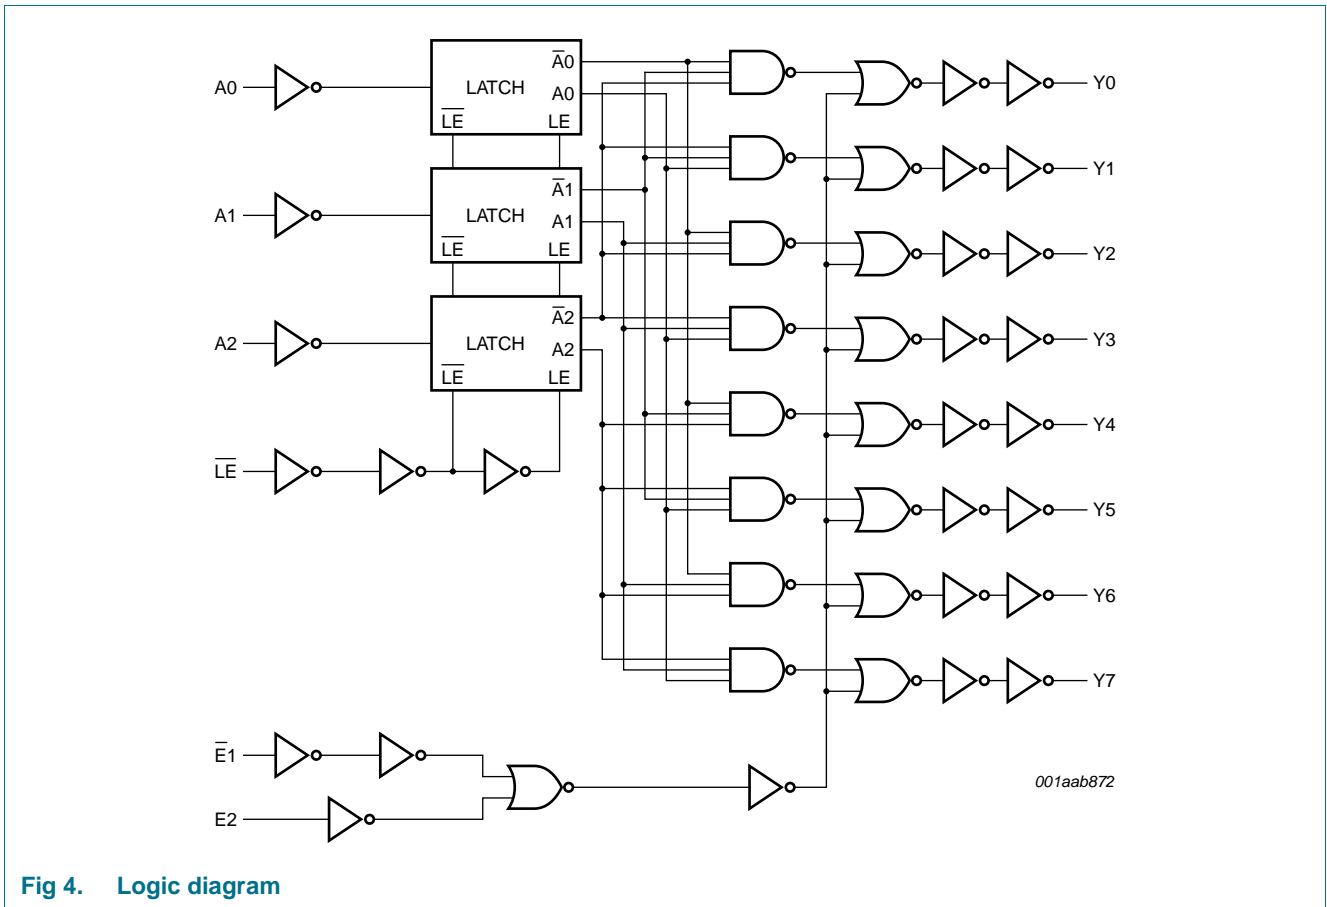 A0
LATCH
A̅0
A0
L̅E̅
LE
Y0
A1
LATCH
A̅1
A1
L̅E̅
LE
Y1
Y2
A2
LATCH
A̅2
A2
L̅E̅
LE
Y3
Y4
L̅E̅
Y5
Y6
Y7
E̅1
E2
001aab872
Fig 4. Logic diagram